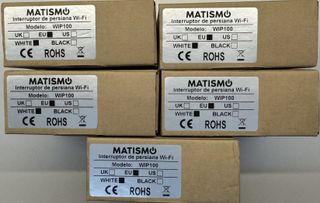 MATISMO
Interruptor de persiana Wi-Fi
Modelo: WIP100
UK EU US
WHITE BLACK
CE ROHS
MATISMO
Interruptor de persiana Wi-Fi
Modelo: WIP100
UK EU US
WHITE BLACK
CE ROHS
MATISMO
Interruptor de persiana Wi-Fi
Modelo: WIP100
UK EU US
WHITE BLACK
CE ROHS
MATISMO
Interruptor de persiana Wi-Fi
Modelo: WIP100
UK EU US
WHITE BLACK
CE ROHS
MATISMO
Interruptor de persiana Wi-Fi
Modelo: WIP100
UK EU US
WHITE BLACK
CE ROHS